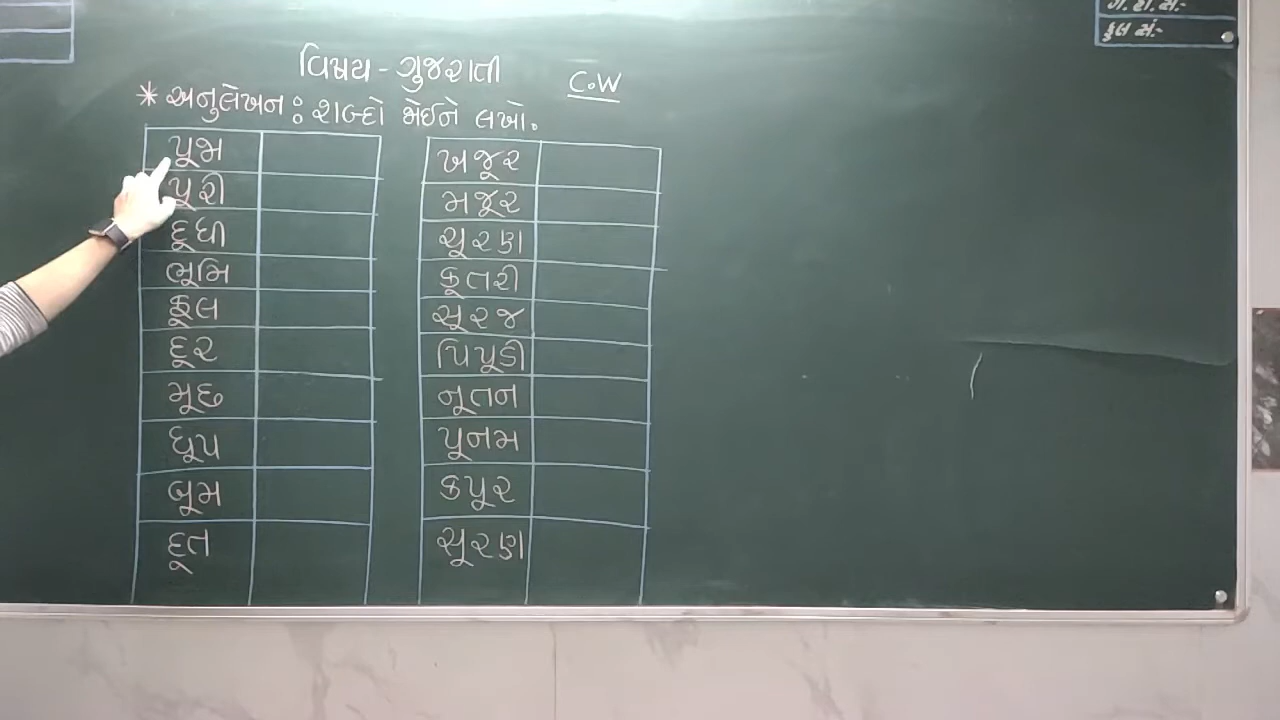 ગે. હા. સં:-
કુલ સં:-
વિષય - ગુજરાતી
C.W
* અનુલેખન : શબ્દો જોઈને લખો.
પૂજા
પૂરી
દૂધી
ભૂમિ
ફૂલ
દૂર
મૂછ
ધૂપ
બૂમ
દૂત
ખજૂર
મજૂર
ચૂરણ
કૂતરી
સૂરજ
પિપૂડી
નૂતન
પૂનમ
કપૂર
સૂરણ